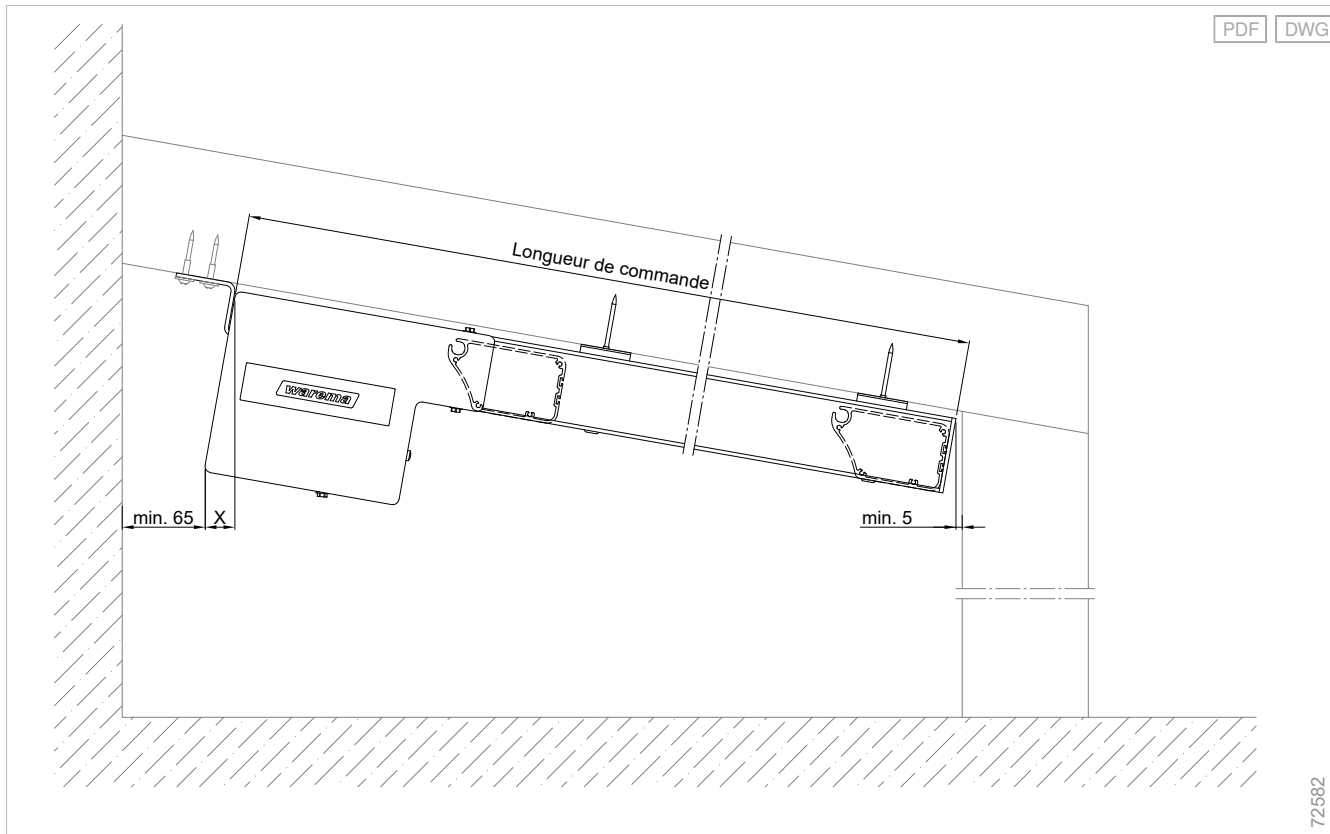 PDF DWG
Longueur de commande
warema
min. 65 X
min. 5
72582